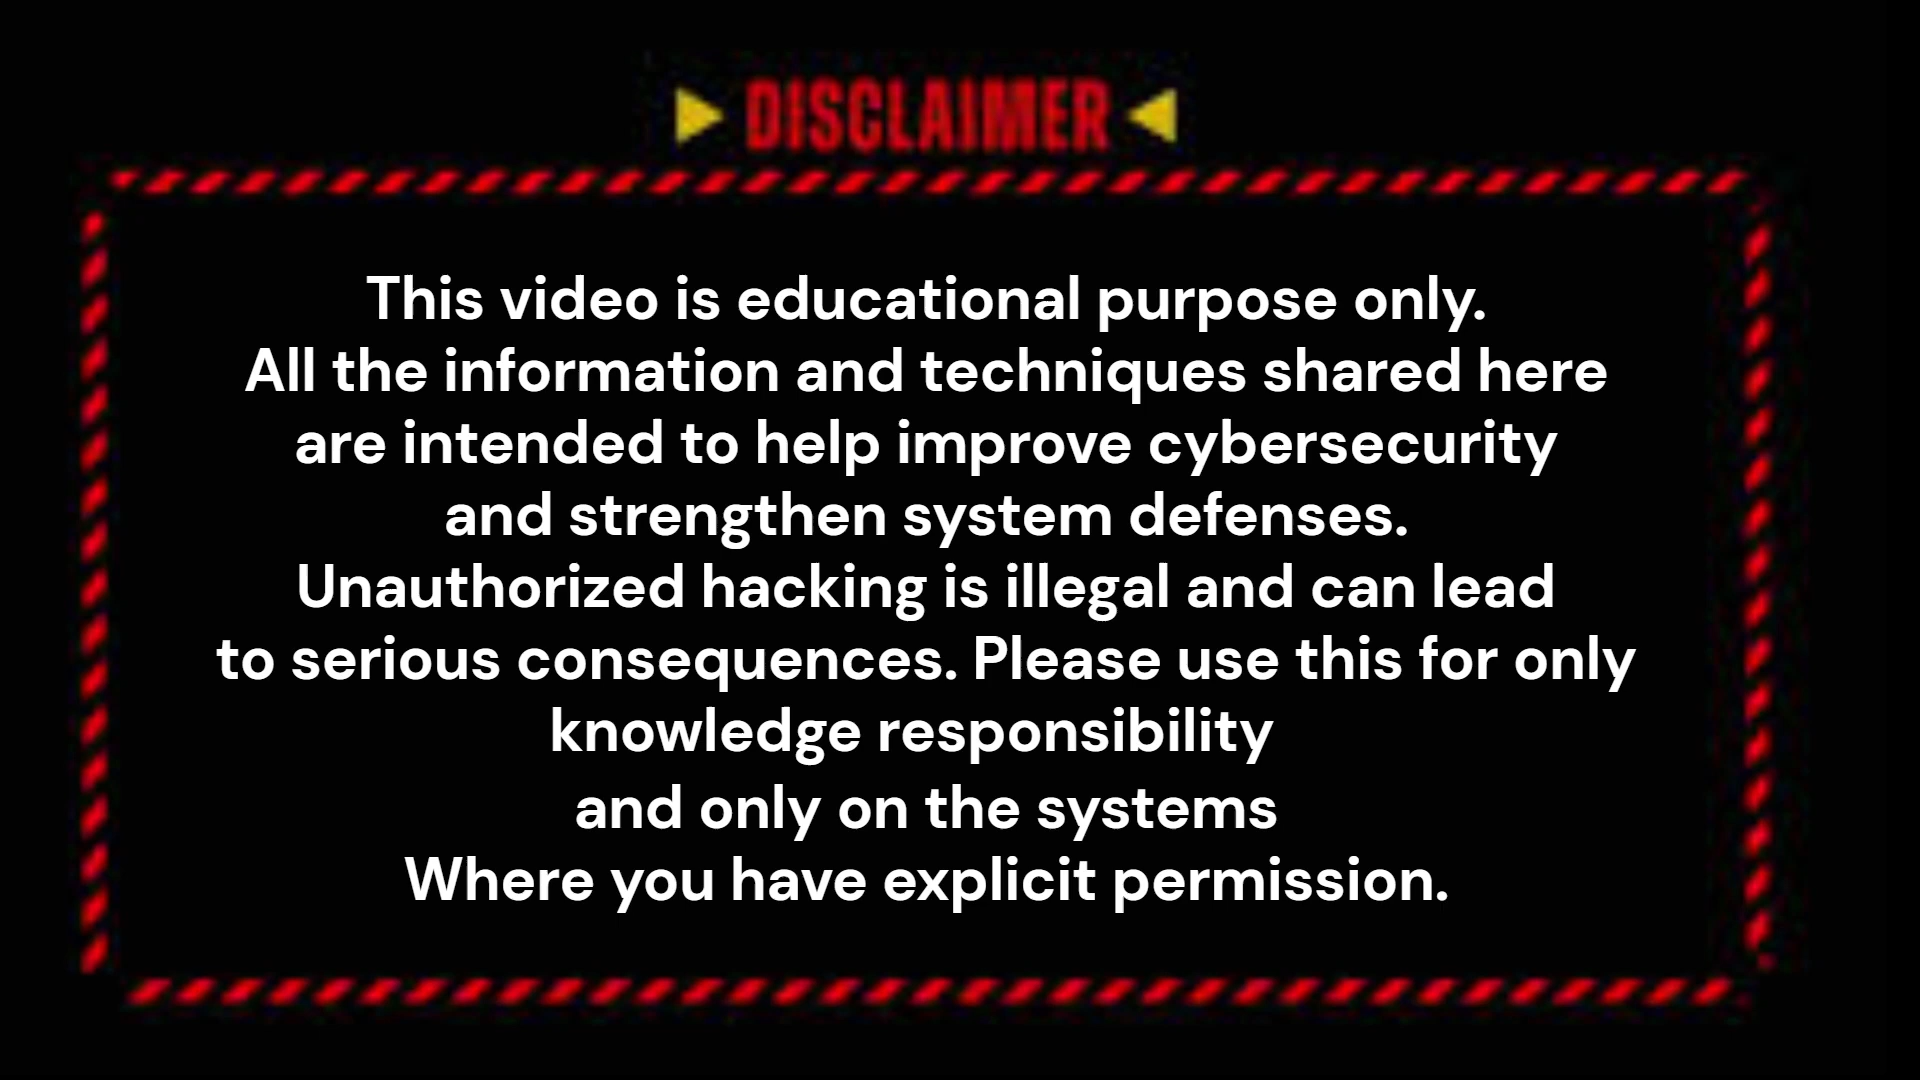 DISCLAIMER
This video is educational purpose only.
All the information and techniques shared here
are intended to help improve cybersecurity
and strengthen system defenses.
Unauthorized hacking is illegal and can lead
to serious consequences. Please use this for only
knowledge responsibility
and only on the systems
Where you have explicit permission.